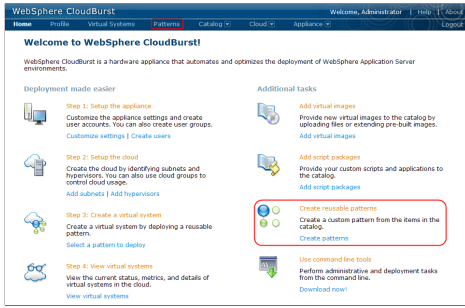 WebSphere CloudBurst
Welcome, Administrator | Help | About
Home Profile Virtual Systems Patterns Catalog Cloud Appliance Logout
Welcome to WebSphere CloudBurst!
WebSphere CloudBurst is a hardware appliance that automates and optimizes the deployment of WebSphere Application Server
environments.
Deployment made easier
Step 1: Setup the appliance
Customize the appliance settings and create
user accounts. You can also create user groups.
Customize settings | Create users
Step 2: Setup the cloud
Create the cloud by identifying subnets and
hypervisors. You can also use cloud groups to
control cloud usage.
Add subnets | Add hypervisors
Step 3: Create a virtual system
Create a virtual system by deploying a reusable
pattern.
Select a pattern to deploy
Step 4: View virtual systems
View the current status, metrics, and details of
virtual systems in the cloud.
View virtual systems
Additional tasks
Add virtual images
Provide new virtual images to the catalog by
uploading files or extending pre-built images.
Add virtual images
Add script packages
Provide your custom scripts and applications to
the catalog.
Add script packages
Create reusable patterns
Create a custom pattern from the items in the
catalog.
Create patterns
Use command line tools
Perform administrative and deployment tasks
from the command line.
Download now!